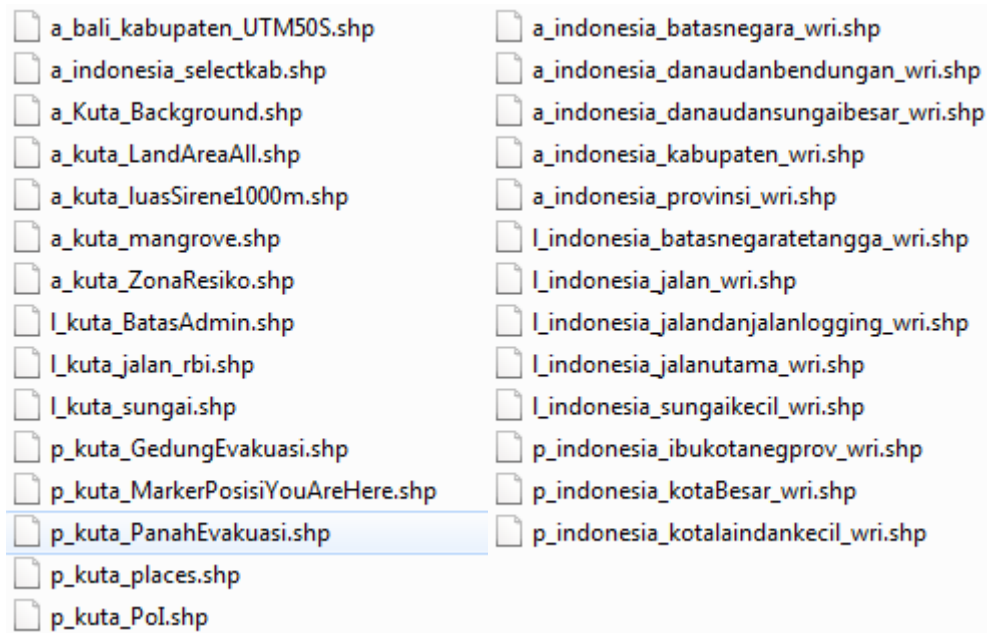 a_bali_kabupaten_UTM50S.shp
a_indonesia_selectkab.shp
a_Kuta_Background.shp
a_kuta_LandAreaAll.shp
a_kuta_luasSirene1000m.shp
a_kuta_mangrove.shp
a_kuta_ZonaResiko.shp
l_kuta_BatasAdmin.shp
l_kuta_jalan_rbi.shp
l_kuta_sungai.shp
p_kuta_GedungEvakuasi.shp
p_kuta_MarkerPosisiYouAreHere.shp
p_kuta_PanahEvakuasi.shp
p_kuta_places.shp
p_kuta_PoI.shp
a_indonesia_batasnegara_wri.shp
a_indonesia_danaudanbendungan_wri.shp
a_indonesia_danaudansungaibesar_wri.shp
a_indonesia_kabupaten_wri.shp
a_indonesia_provinsi_wri.shp
l_indonesia_batasnegaratetangga_wri.shp
l_indonesia_jalan_wri.shp
l_indonesia_jalandanjalanlogging_wri.shp
l_indonesia_jalanutama_wri.shp
l_indonesia_sungaikecil_wri.shp
p_indonesia_ibukotanegprov_wri.shp
p_indonesia_kotaBesar_wri.shp
p_indonesia_kotalaindankecil_wri.shp